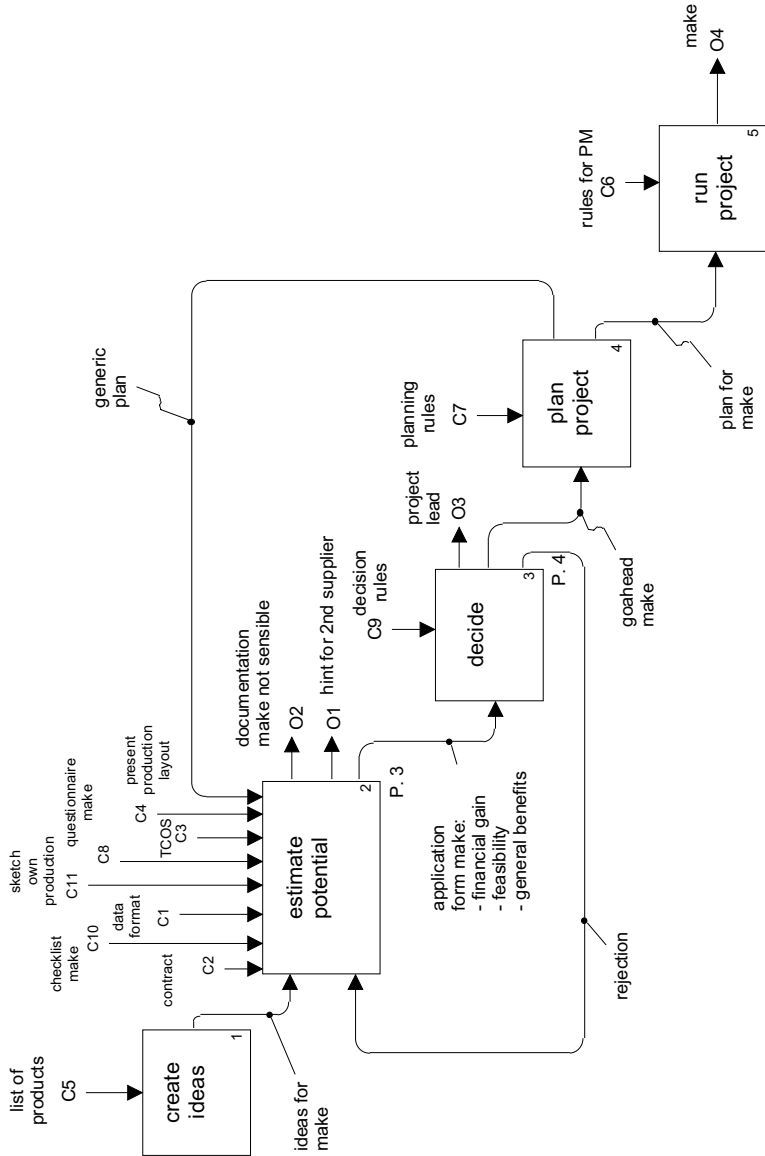 list of
products
C5
create
ideas
1
ideas for
make
contract
C2
checklist
make
C10
data
format
C1
sketch
own
production
C11
C8
questionnaire
make
TCOS
C3
C4
present
production
layout
estimate
potential
2
P. 3
documentation
make not sensible
O2
O1
hint for 2nd supplier
application
form make:
- financial gain
- feasibility
- general benefits
decision
rules
C9
decide
3
P. 4
project
lead
O3
rejection
goahead
make
generic
plan
planning
rules
C7
plan
project
4
plan for
make
rules for PM
C6
run
project
5
make
O4